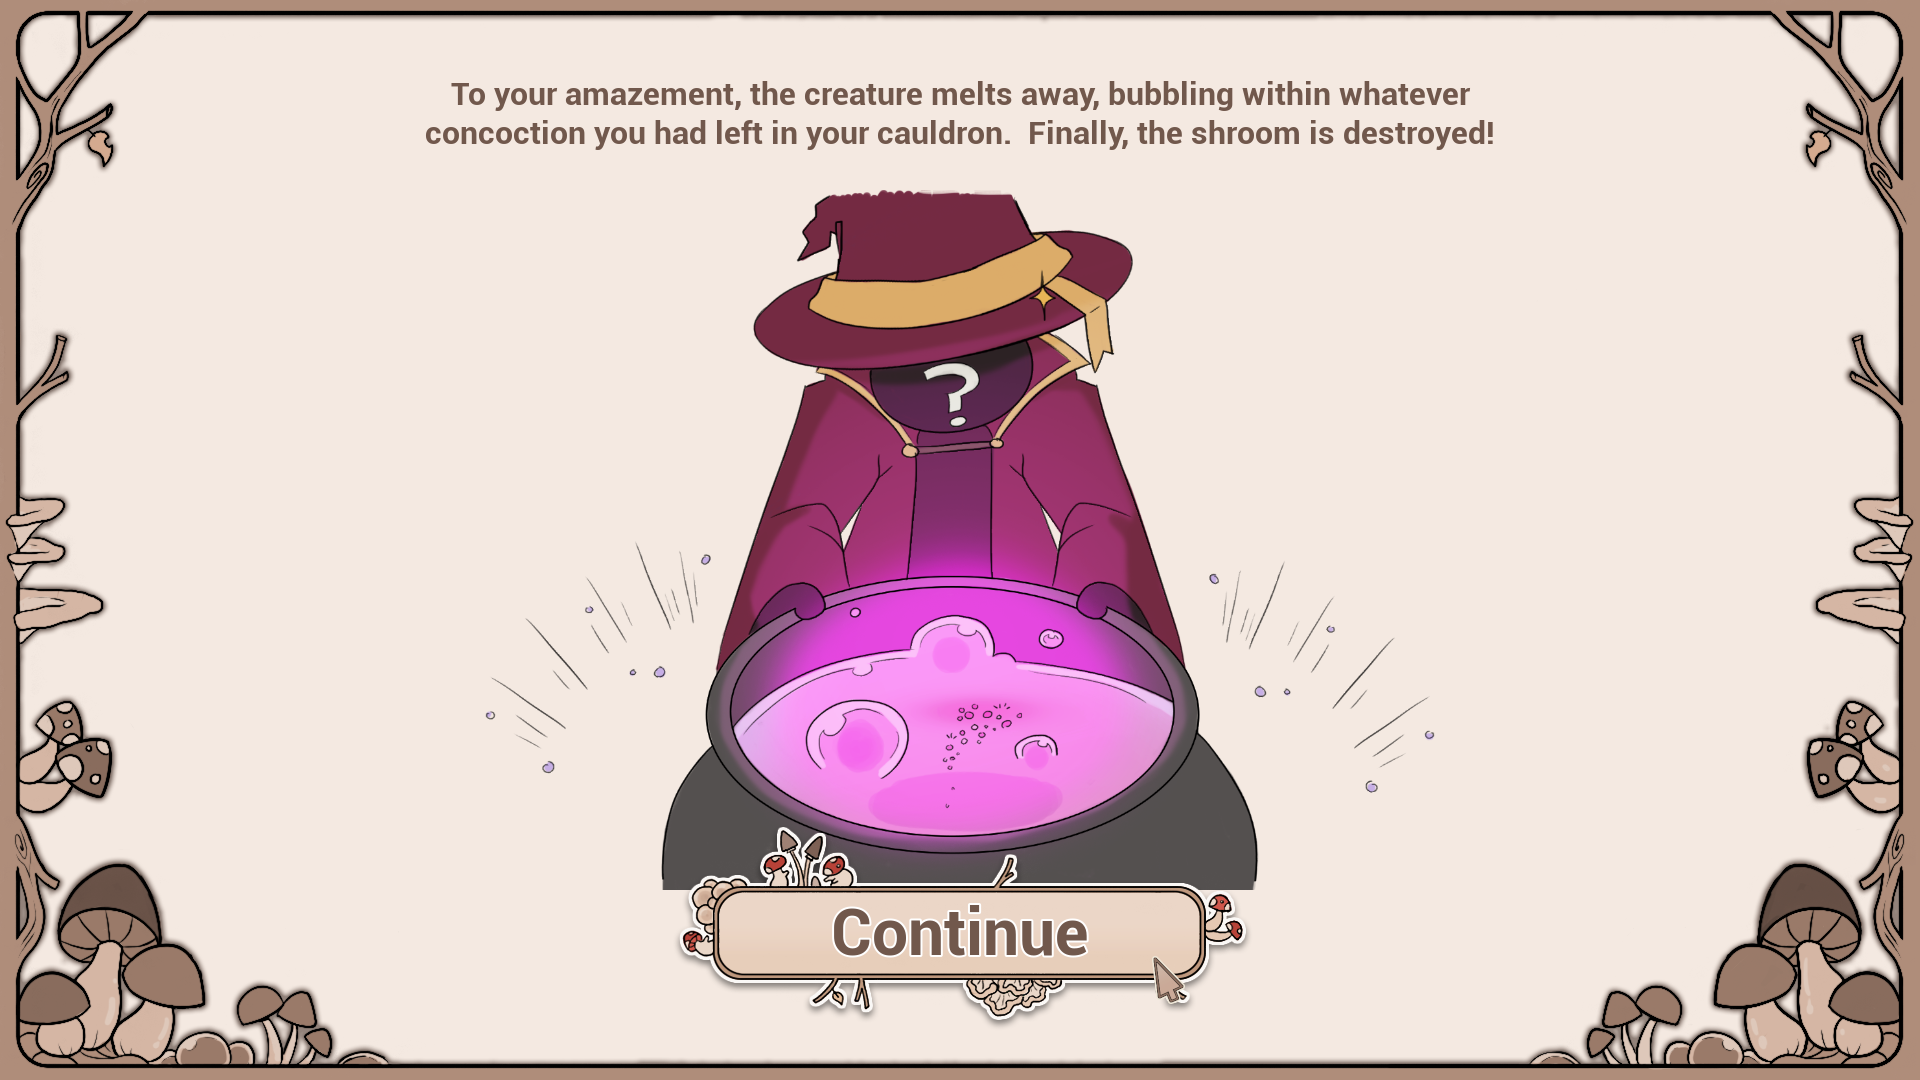 To your amazement, the creature melts away, bubbling within whatever
concoction you had left in your cauldron.  Finally, the shroom is destroyed!
?
Continue